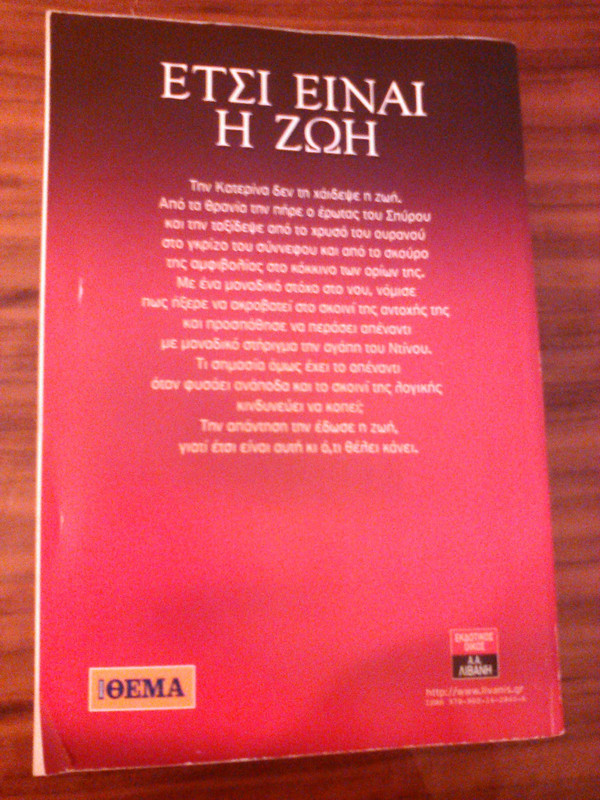 ΕΤΣΙ ΕΙΝΑΙ
Η ΖΩΗ
Την Κατερίνα δεν τη χάιδεψε η ζωή.
Από τα θρανία την πήρε ο έρωτας του Σπύρου
και την ταξίδεψε από το χρυσό του ουρανού
στο γκρίζο του σύννεφου και από το σκούρο
της αμφιβολίας στο κόκκινο των ορίων της.
Με ένα μοναδικό στόχο στο νου, νόμισε
πως ήξερε να ακροβατεί στο σκοινί της αντοχής της
και προσπάθησε να περάσει απέναντι
με μοναδικό στήριγμα την αγάπη του Ντίνου.
Τι σημασία όμως έχει το απέναντι
όταν φυσάει ανάποδα και το σκοινί της λογικής
κινδυνεύει να κοπεί;
Την απάντηση την έδωσε η ζωή,
γιατί έτσι είναι αυτή κι ό,τι θέλει κάνει.
ΕΚΔΟΤΙΚΟΣ
ΟΙΚΟΣ
Α.Α.
ΛΙΒΑΝΗ
ΘΕΜΑ
http://www.livanis.gr
ISBN 978-960-14-